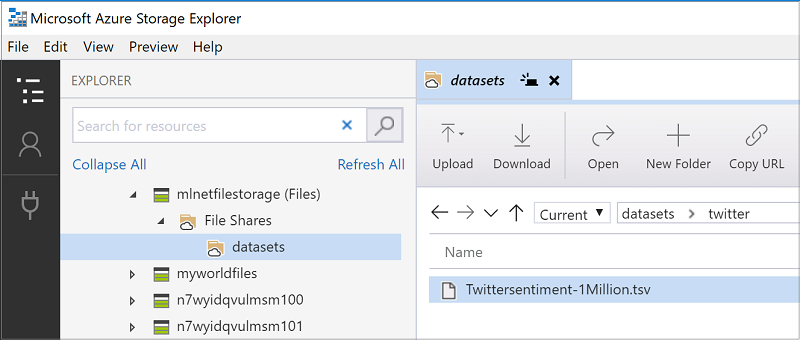 Microsoft Azure Storage Explorer
File Edit View Preview Help
EXPLORER
Search for resources
Collapse All Refresh All
mlnetfilestorage (Files)
File Shares
datasets
myworldfiles
n7wyidqvulmsm100
n7wyidqvulmsm101
datasets
Upload Download Open New Folder Copy URL
Current datasets twitter
Name
Twittersentiment-1Million.tsv